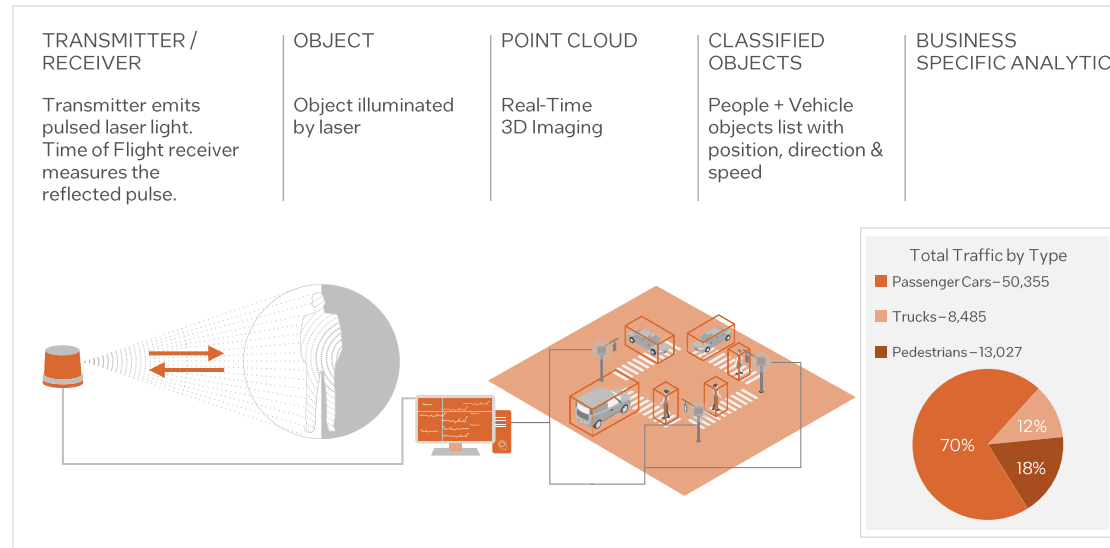 TRANSMITTER /
RECEIVER
Transmitter emits
pulsed laser light.
Time of Flight receiver
measures the
reflected pulse.
OBJECT
Object illuminated
by laser
POINT CLOUD
Real-Time
3D Imaging
CLASSIFIED
OBJECTS
People + Vehicle
objects list with
position, direction &
speed
BUSINESS
SPECIFIC ANALYTIC
Total Traffic by Type
Passenger Cars – 50,355
Trucks – 8,485
Pedestrians – 13,027
12%
70%
18%